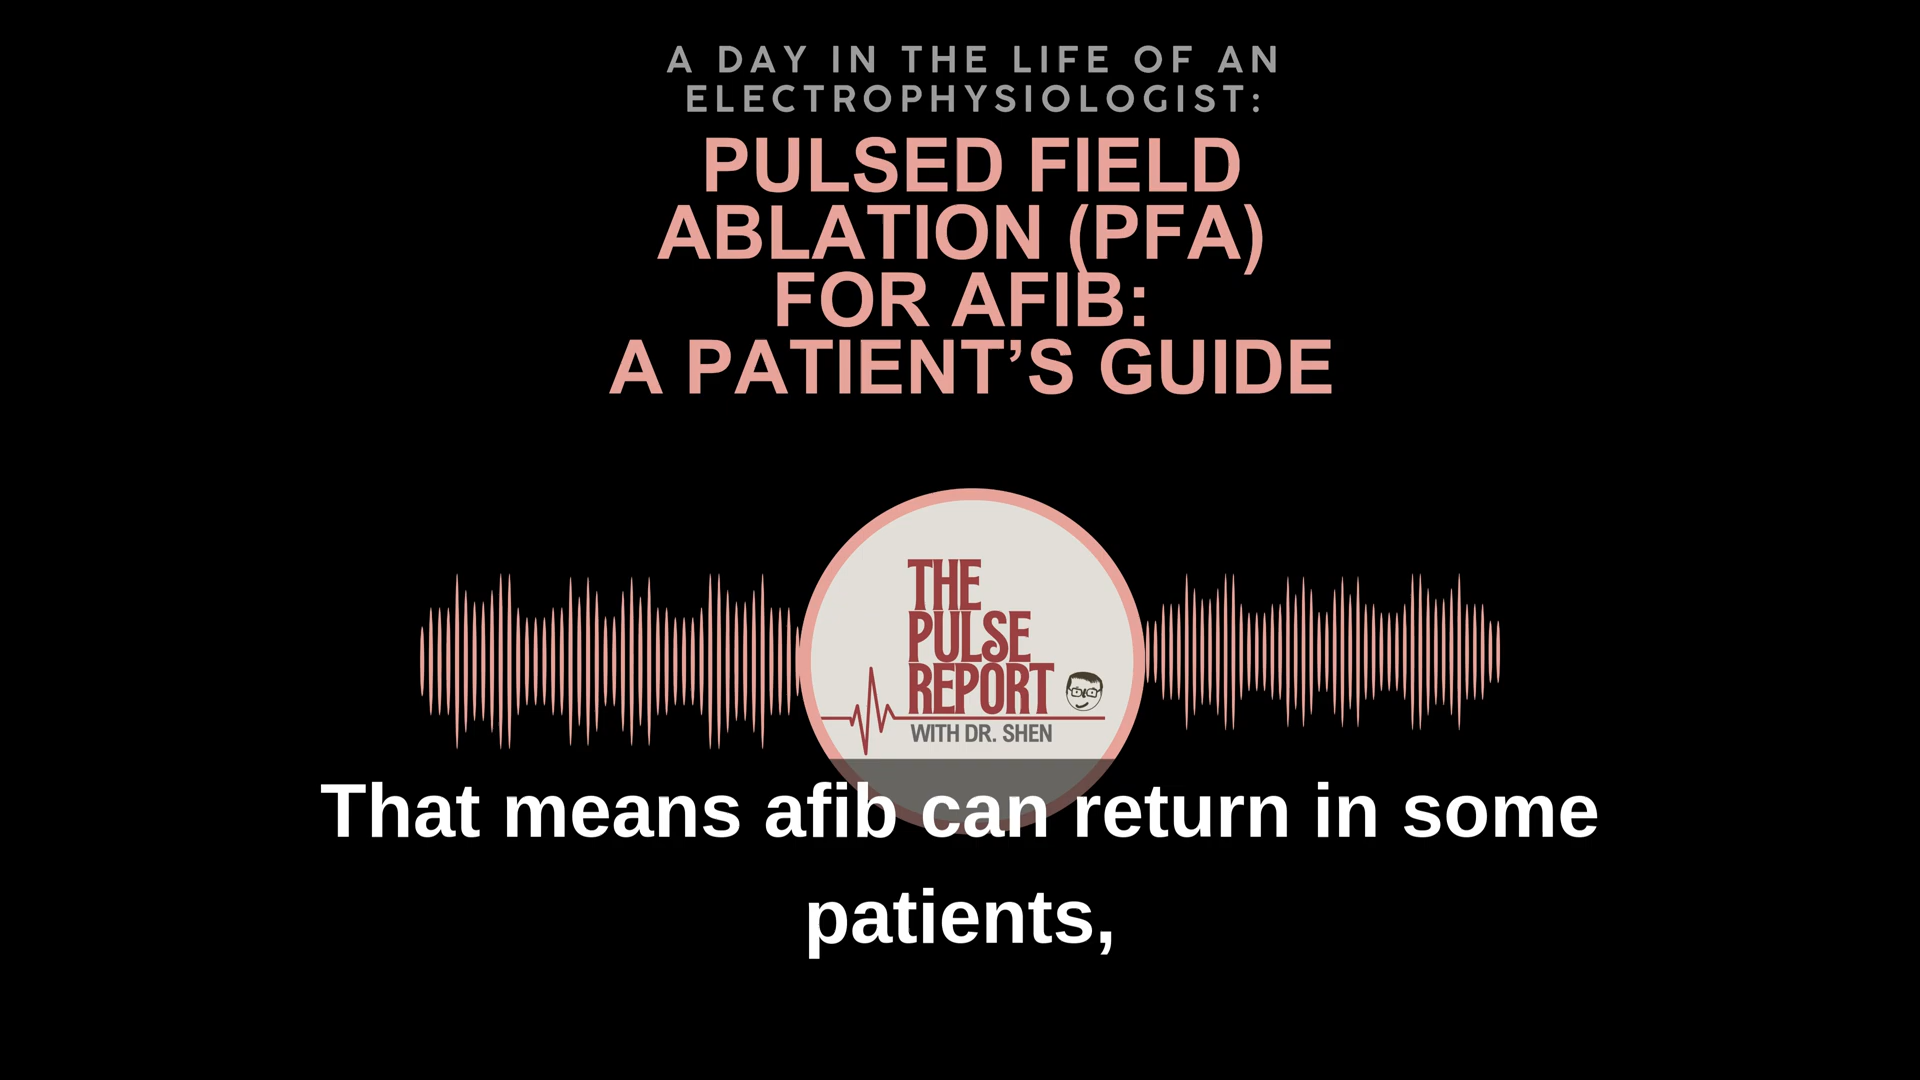 A DAY IN THE LIFE OF AN
ELECTROPHYSIOLOGIST:
PULSED FIELD
ABLATION (PFA)
FOR AFIB:
A PATIENT’S GUIDE
THE
PULSE
REPORT
WITH DR. SHEN
That means afib can return in some
patients,